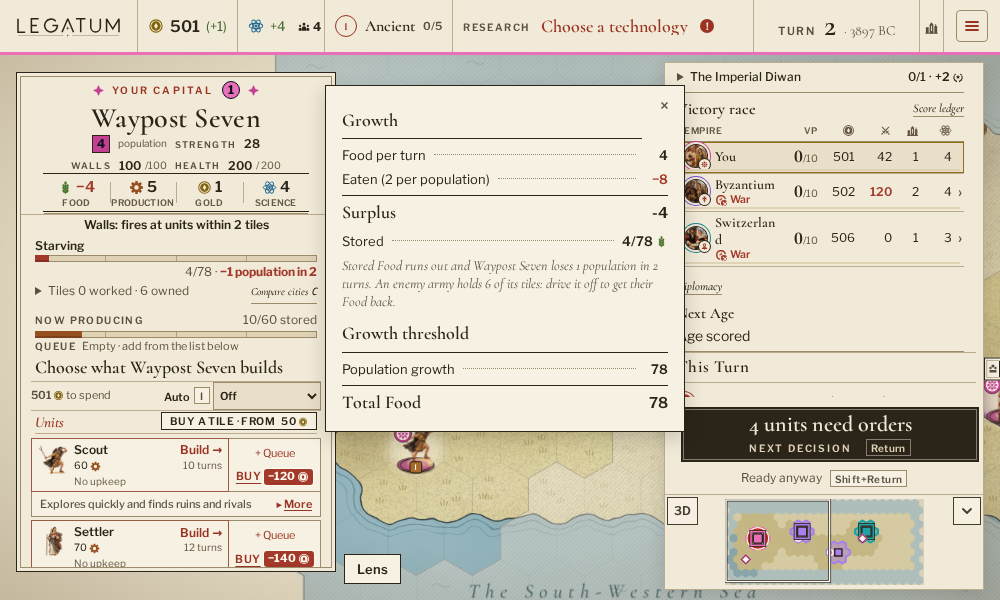 LEGATUM
501 (+1)
+4
4
I Ancient 0/5
RESEARCH Choose a technology !
TURN 2 · 3897 BC
YOUR CAPITAL 1
Waypost Seven
4 population STRENGTH 28
WALLS 100 /100 HEALTH 200 /200
−4 FOOD
5 PRODUCTION
1 GOLD
4 SCIENCE
Walls: fires at units within 2 tiles
Starving
4/78 · −1 population in 2
Tiles 0 worked · 6 owned
Compare cities C
NOW PRODUCING 10/60 stored
QUEUE Empty · add from the list below
Choose what Waypost Seven builds
501 to spend Auto I Off
Units BUY A TILE · FROM 50
Scout Build →
60 10 turns
No upkeep
+ Queue
BUY −120
Explores quickly and finds ruins and rivals ▸ More
Settler Build →
70 12 turns
No upkeep
+ Queue
BUY −140
×
Growth
Food per turn 4
Eaten (2 per population) −8
Surplus -4
Stored 4/78
Stored Food runs out and Waypost Seven loses 1 population in 2
turns. An enemy army holds 6 of its tiles: drive it off to get their
Food back.
Growth threshold
Population growth 78
Total Food 78
I
Lens
The South-Western Sea
The Imperial Diwan 0/1 · +2
Victory race Score ledger
EMPIRE VP
You 0/10 501 42 1 4
Byzantium 0/10 502 120 2 4 ›
War
Switzerlan
d 0/10 506 0 1 3 ›
War
iplomacy
Next Age
Age scored
This Turn
4 units need orders
NEXT DECISION Return
Ready anyway Shift+Return
3D